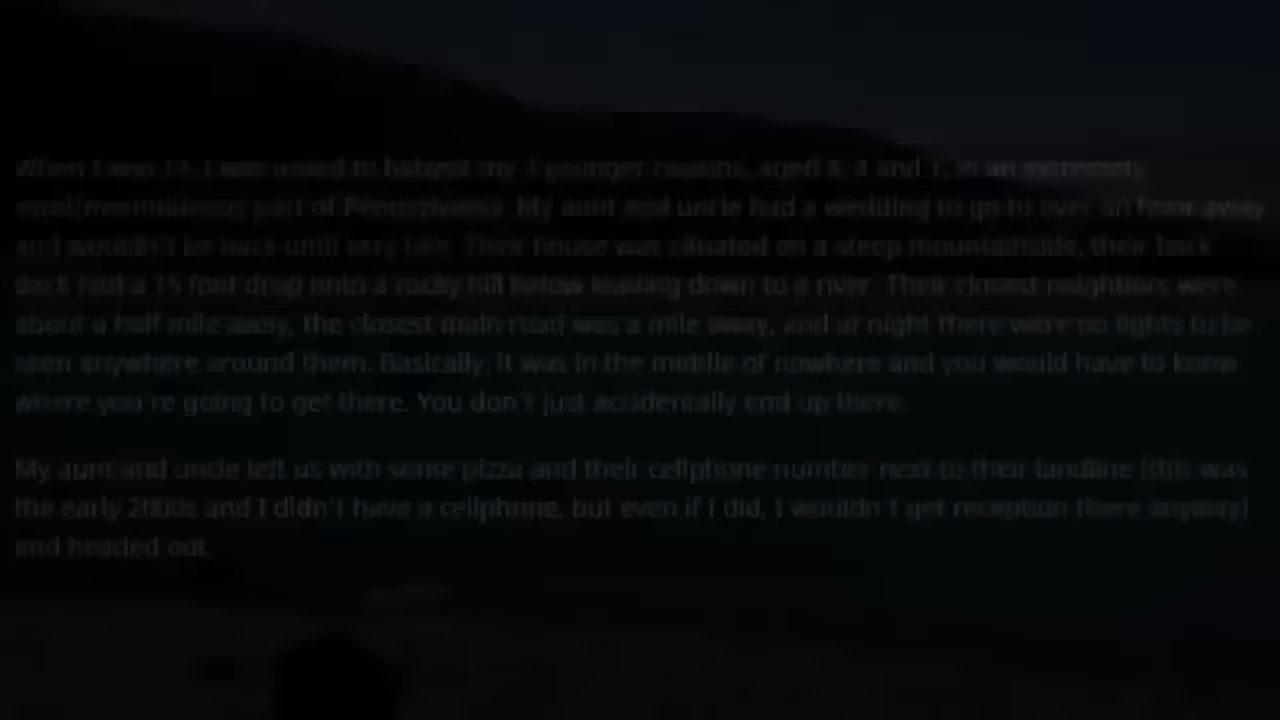 When I was 14, I was asked to babysit my 3 younger cousins, aged 8, 4 and 1, in an extremely
rural/mountainous part of Pennsylvania. My aunt and uncle had a wedding to go to over an hour away
and wouldn't be back until very late. Their house was situated on a steep mountainside, their back
deck had a 15 foot drop onto a rocky hill below leading down to a river. Their closest neighbors were
about a half mile away, the closest main road was a mile away, and at night there were no lights to be
seen anywhere around them. Basically, it was in the middle of nowhere and you would have to know
where you're going to get there. You don't just accidentally end up there.
My aunt and uncle left us with some pizza and their cellphone number next to their landline (this was
the early 2000s and I didn't have a cellphone, but even if I did, I wouldn't get reception there anyway)
and headed out.